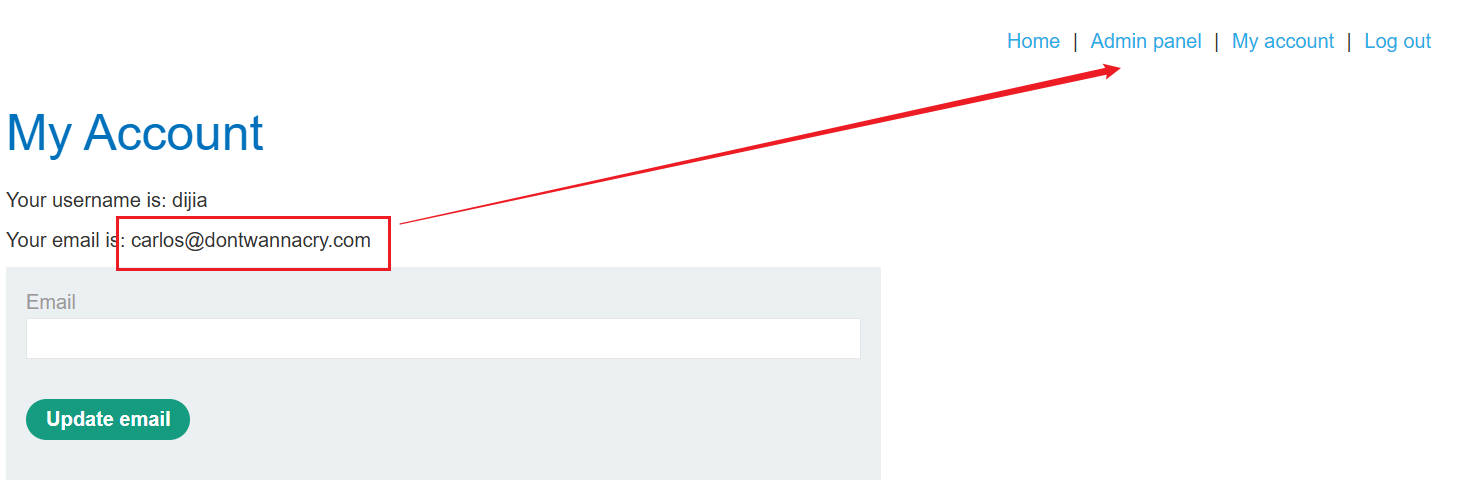 Home | Admin panel | My account | Log out
My Account
Your username is: dijia
Your email is: carlos@dontwannacry.com
Email
Update email